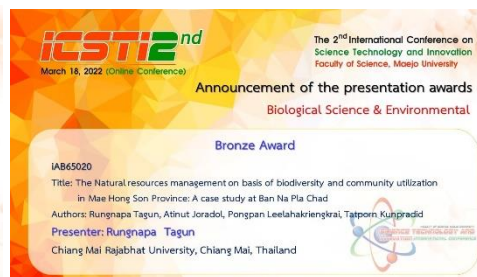 ICSTI2nd
The 2nd International Conference on
Science Technology and Innovation
Faculty of Science, Maejo University
March 18, 2022 (Online Conference)
Announcement of the presentation awards
Biological Science & Environmental
Bronze Award
iAB65020
Title: The Natural resources management on basis of biodiversity and community utilization
in Mae Hong Son Province: A case study at Ban Na Pla Chad
Authors: Rungnapa Tagun, Atinut Joradol, Pongpan Leelahakriengkrai, Tatporn Kunpradid
Presenter: Rungnapa Tagun
Chiang Mai Rajabhat University, Chiang Mai, Thailand